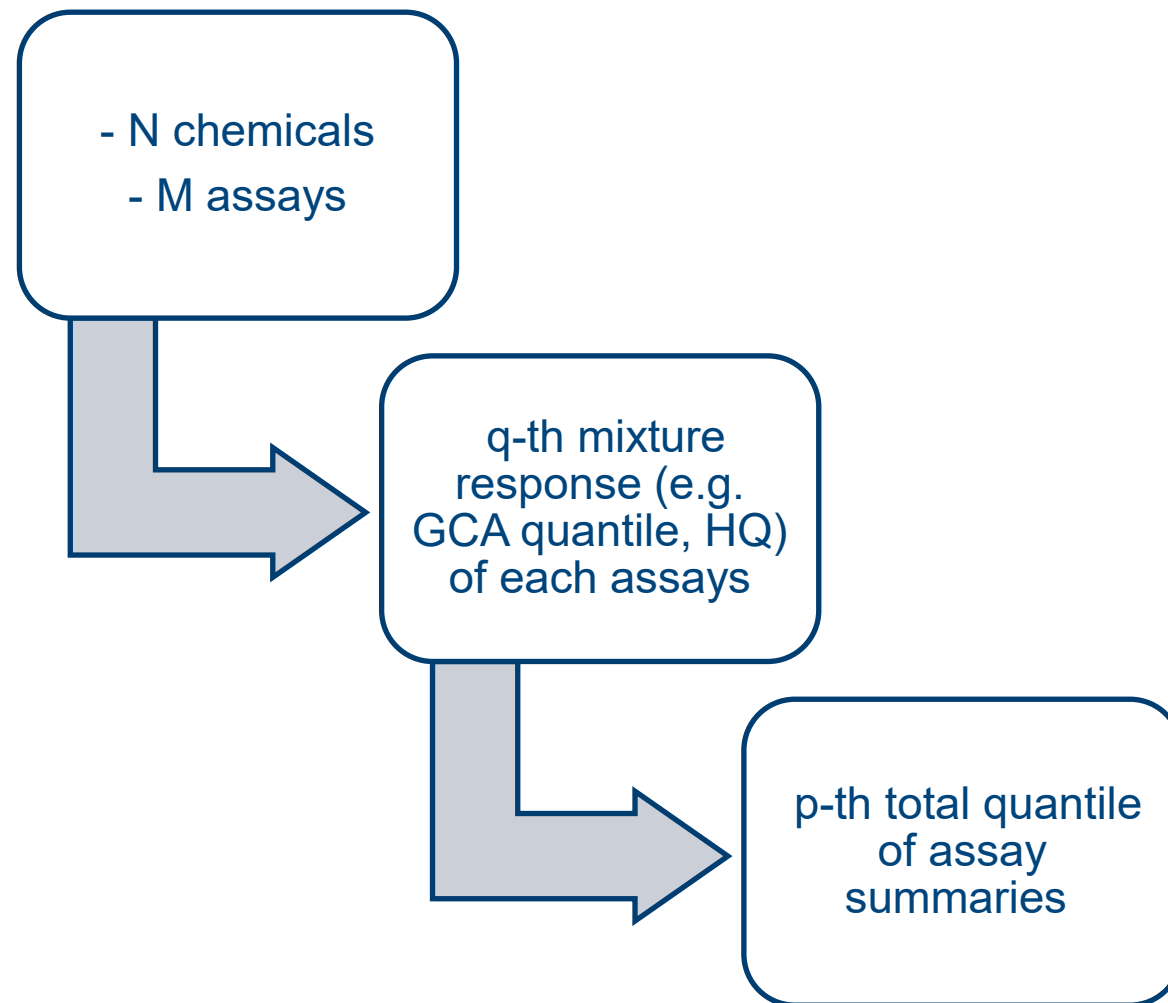 - N chemicals
- M assays
q-th mixture
response (e.g.
GCA quantile, HQ)
of each assays
p-th total quantile
of assay
summaries